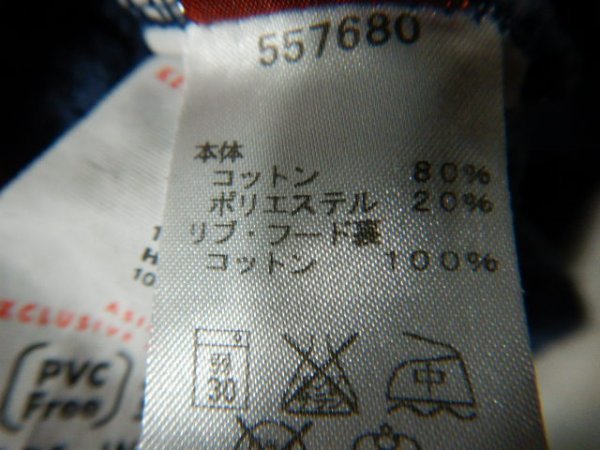 557680
本体
コットン 80%
ポリエステル 20%
リブ・フード裏
コットン 100%
弱
30
中
PVC
Free